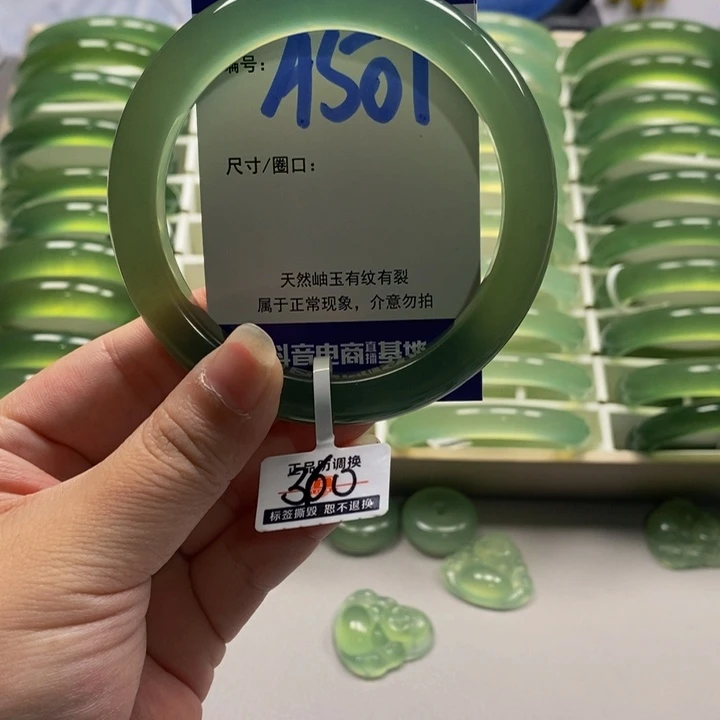 编号: A501
尺寸/圈口:
天然岫玉有纹有裂
属于正常现象，介意勿拍
抖音电商直播基地
正品防调换
360
标签撕毁 恕不退换